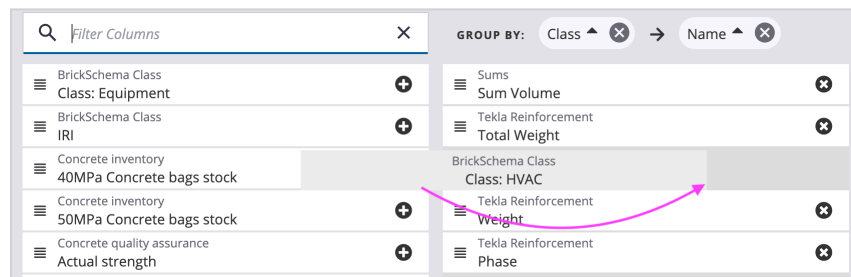 Filter Columns
GROUP BY: Class Name
BrickSchema Class
Class: Equipment
BrickSchema Class
IRI
Concrete inventory
40MPa Concrete bags stock
Concrete inventory
50MPa Concrete bags stock
Concrete quality assurance
Actual strength
Sums
Sum Volume
Tekla Reinforcement
Total Weight
BrickSchema Class
Class: HVAC
Tekla Reinforcement
Weight
Tekla Reinforcement
Phase